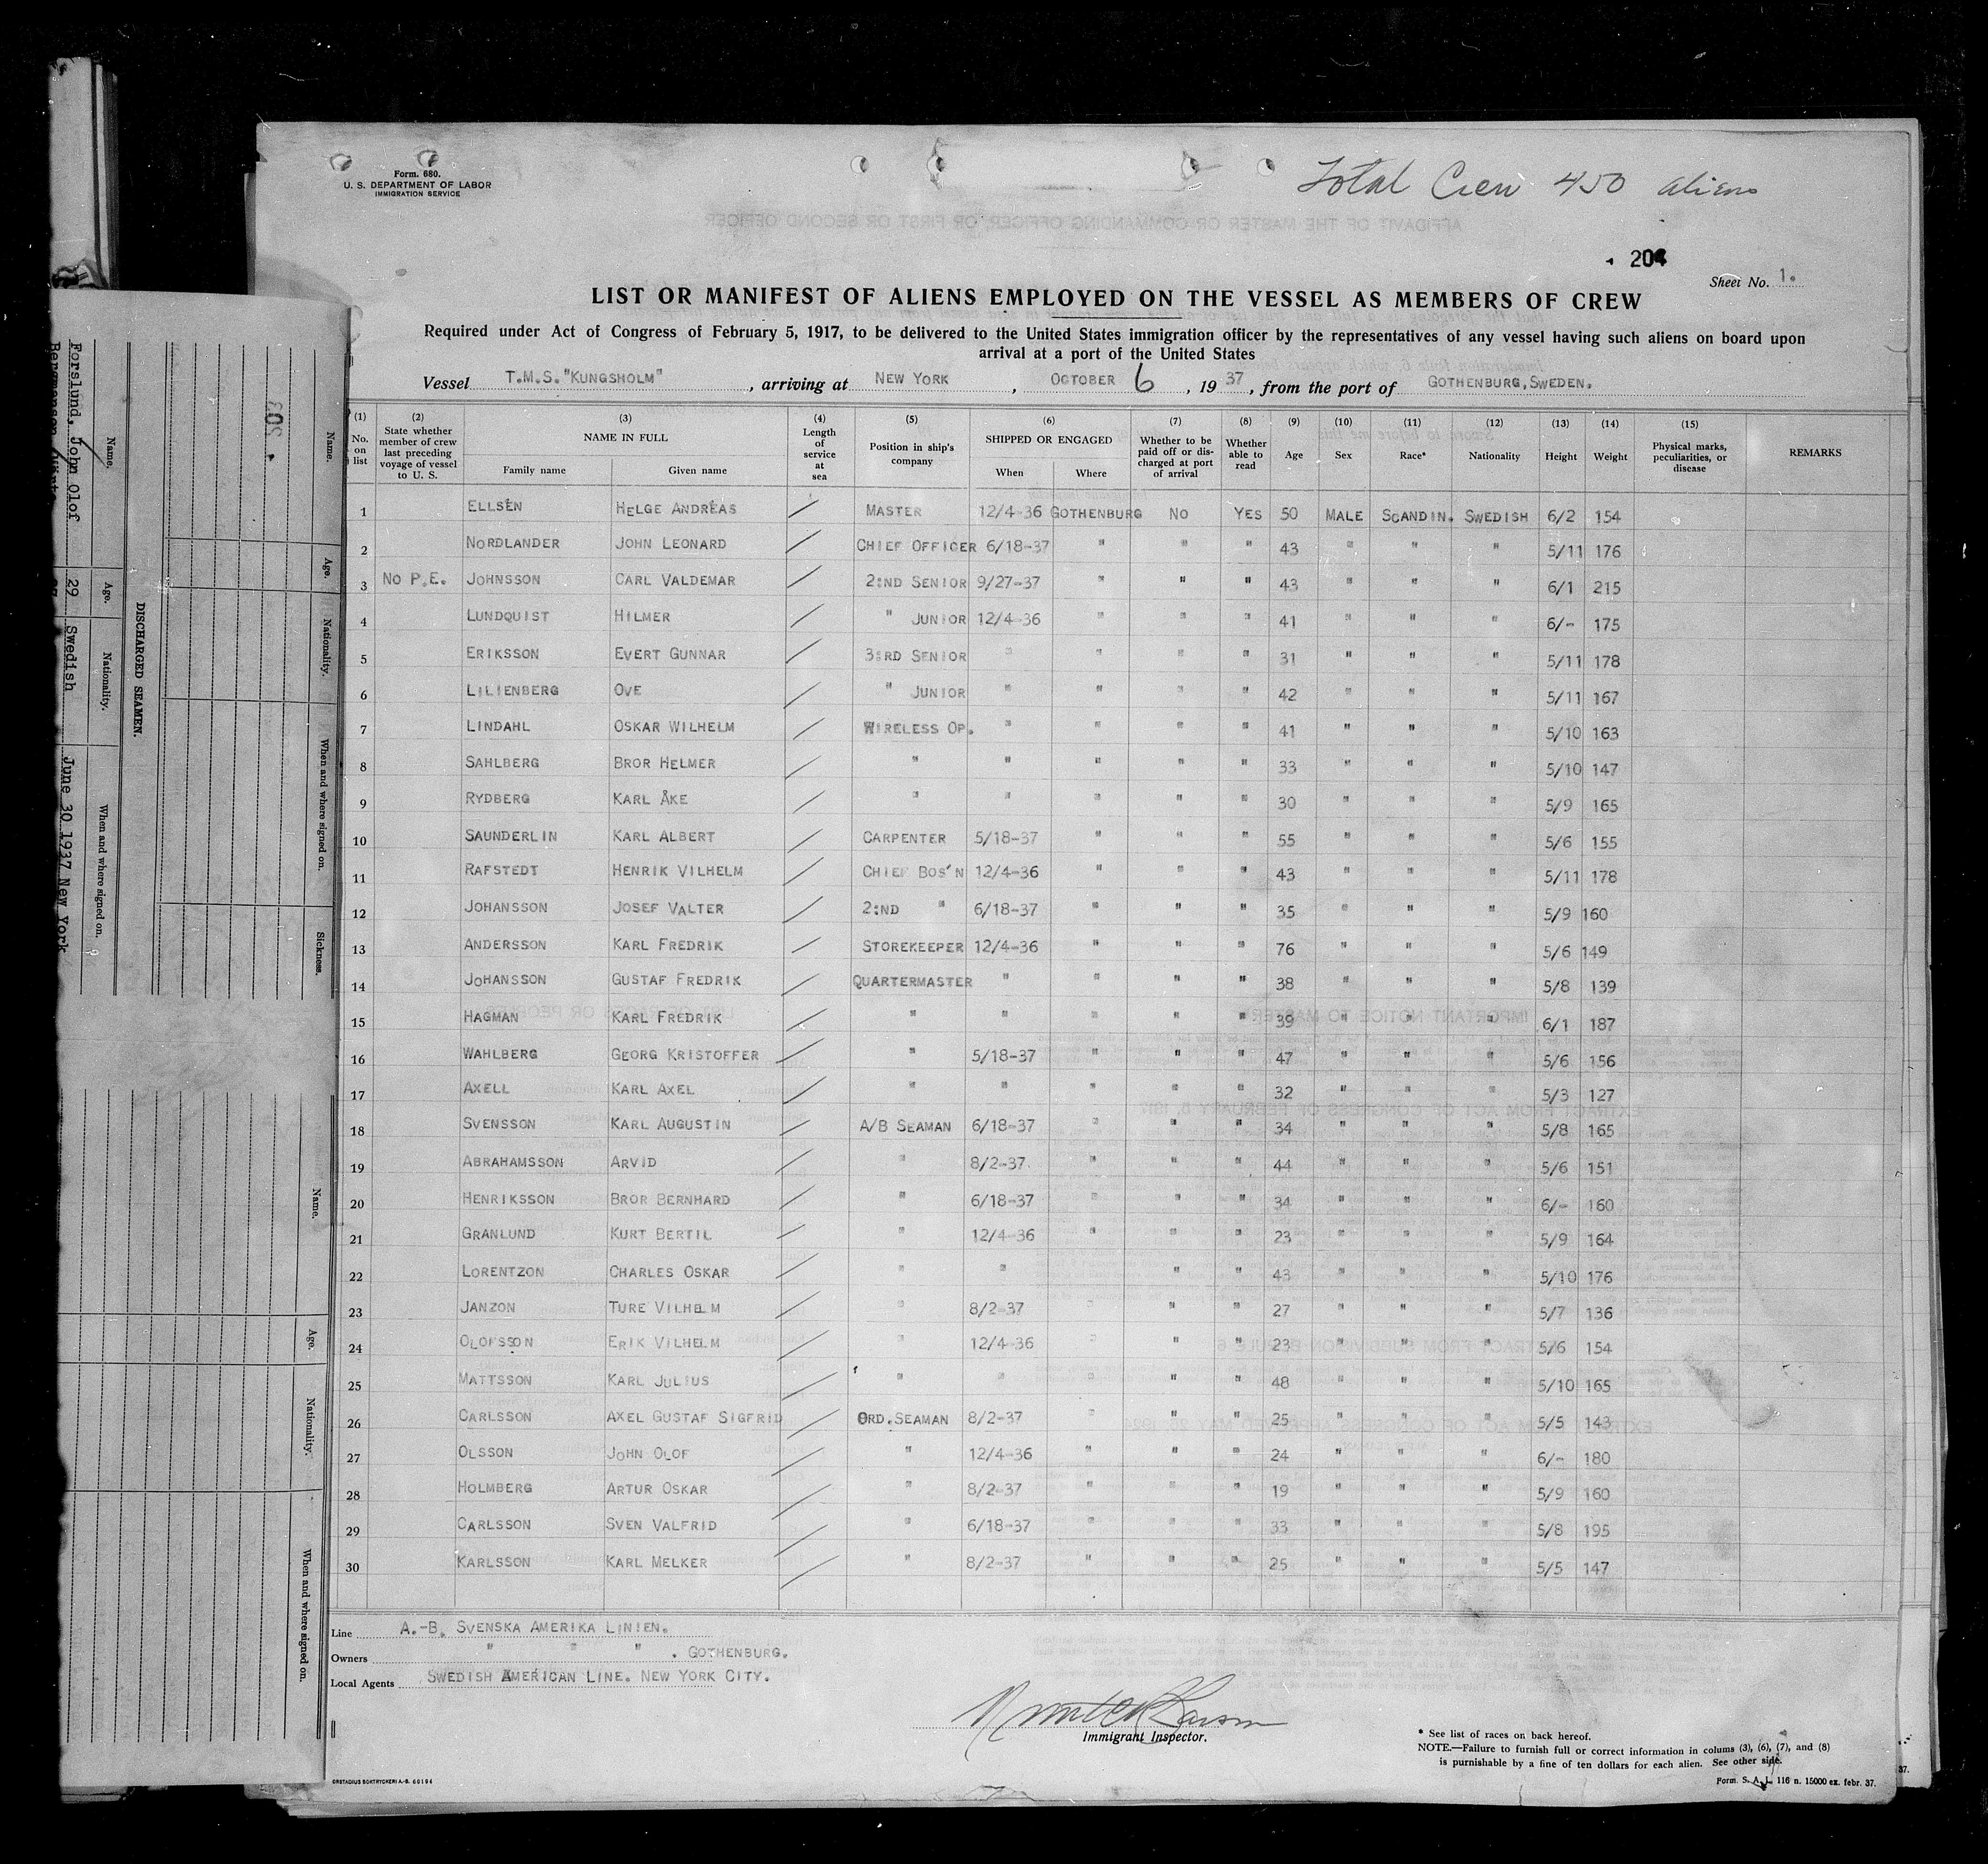 Form. 680.
U. S. DEPARTMENT OF LABOR
IMMIGRATION SERVICE
Total Crew 450 aliens
Sheet No. 1.
LIST OR MANIFEST OF ALIENS EMPLOYED ON THE VESSEL AS MEMBERS OF CREW
Required under Act of Congress of February 5, 1917, to be delivered to the United States immigration officer by the representatives of any vessel having such aliens on board upon
arrival at a port of the United States
Vessel T.M.S. "KUNGSHOLM", arriving at NEW YORK, OCTOBER 6, 1937, from the port of GOTHENBURG, SWEDEN.
(1) No. on list (2) State whether member of crew last preceding voyage of vessel to U. S. (3) NAME IN FULL Family name Given name (4) Length of service at sea (5) Position in ship's company (6) SHIPPED OR ENGAGED When Where (7) Whether to be paid off or discharged at port of arrival (8) Whether able to read (9) Age (10) Sex (11) Race* (12) Nationality (13) Height (14) Weight (15) Physical marks, peculiarities, or disease REMARKS
1 ELLSÉN HELGE ANDRÉAS / MASTER 12/4-36 GOTHENBURG NO YES 50 MALE SCANDIN. SWEDISH 6/2 154
2 NORDLANDER JOHN LEONARD / CHIEF OFFICER 6/18-37 " " " 43 " " " 5/11 176
3 NO P.E. JOHNSSON CARL VALDEMAR / 2:ND SENIOR 9/27-37 " " " 43 " " " 6/1 215
4 LUNDQUIST HILMER / " JUNIOR 12/4-36 " " " 41 " " " 6/- 175
5 ERIKSSON EVERT GUNNAR / 3:RD SENIOR " " " " 31 " " " 5/11 178
6 LILIENBERG OVE / " JUNIOR " " " " 42 " " " 5/11 167
7 LINDAHL OSKAR WILHELM / WIRELESS OP. " " " " 41 " " " 5/10 163
8 SAHLBERG BROR HELMER / " " " " " 33 " " " 5/10 147
9 RYDBERG KARL ÅKE / " " " " " 30 " " " 5/9 165
10 SAUNDERLIN KARL ALBERT / CARPENTER 5/18-37 " " " 55 " " " 5/6 155
11 RAFSTEDT HENRIK VILHELM / CHIEF BOS'N 12/4-36 " " " 43 " " " 5/11 178
12 JOHANSSON JOSEF VALTER / 2:ND " 6/18-37 " " " 35 " " " 5/9 160
13 ANDERSSON KARL FREDRIK / STOREKEEPER 12/4-36 " " " 76 " " " 5/6 149
14 JOHANSSON GUSTAF FREDRIK / QUARTERMASTER " " " " 38 " " " 5/8 139
15 HAGMAN KARL FREDRIK / " " " " " 39 " " " 6/1 187
16 WAHLBERG GEORG KRISTOFFER / " 5/18-37 " " " 47 " " " 5/6 156
17 AXELL KARL AXEL / " " " " " 32 " " " 5/3 127
18 SVENSSON KARL AUGUSTIN / A/B SEAMAN 6/18-37 " " " 34 " " " 5/8 165
19 ABRAHAMSSON ARVID / " 8/2-37 " " " 44 " " " 5/6 151
20 HENRIKSSON BROR BERNHARD / " 6/18-37 " " " 34 " " " 6/- 160
21 GRANLUND KURT BERTIL / " 12/4-36 " " " 23 " " " 5/9 164
22 LORENTZON CHARLES OSKAR / " " " " 43 " " " 5/10 176
23 JANZON TURE VILHELM / " 8/2-37 " " " 27 " " " 5/7 136
24 OLOFSSON ERIK VILHELM / " 12/4-36 " " " 23 " " " 5/6 154
25 MATTSSON KARL JULIUS / " " " " " 48 " " " 5/10 165
26 CARLSSON AXEL GUSTAF SIGFRID / ORD. SEAMAN 8/2-37 " " " 25 " " " 5/5 143
27 OLSSON JOHN OLOF / " 12/4-36 " " " 24 " " " 6/- 180
28 HOLMBERG ARTUR OSKAR / " 8/2-37 " " " 19 " " " 5/9 160
29 CARLSSON SVEN VALFRID / " 6/18-37 " " " 33 " " " 5/8 195
30 KARLSSON KARL MELKER / " 8/2-37 " " " 25 " " " 5/5 147
Line A.-B. SVENSKA AMERIKA LINIEN.
Owners " " " . GOTHENBURG.
Local Agents SWEDISH AMERICAN LINE. NEW YORK CITY.
Immigrant Inspector.
* See list of races on back hereof.
NOTE.—Failure to furnish full or correct information in colums (3), (6), (7), and (8)
is purnishable by a fine of ten dollars for each alien. See other side.
Form. S. A. L. 116 n. 15000 ex. febr. 37.
ORSTADIUS BOKTRYCKERI A.-B. 60194
37.
DISCHARGED SEAMEN.
Name. Age. Nationality. When and where signed on.
Forslund, John Olof 29 Swedish June 30 1937 New York
Name. Age. Nationality. When and where signed on. Sickness.
503
Name. Age. Nationality. When and where signed on.